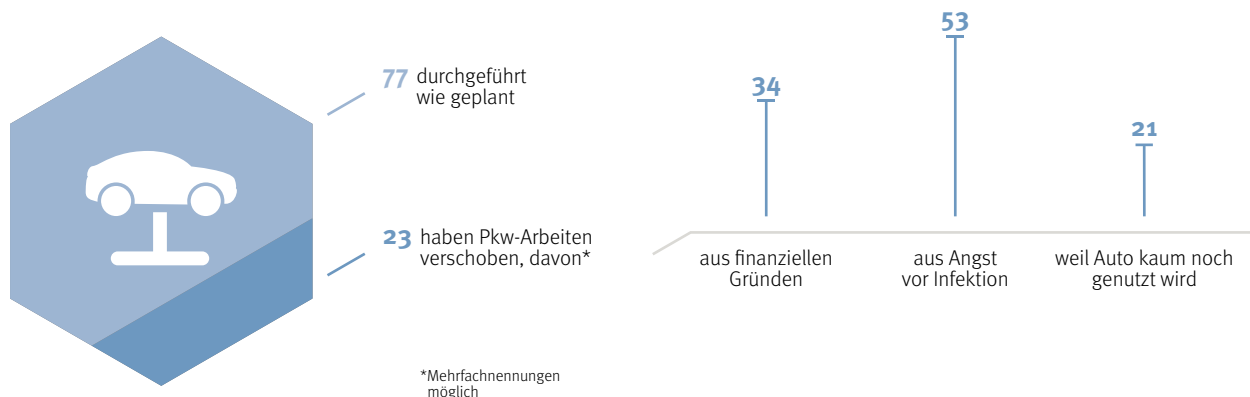 77 durchgeführt
wie geplant
23 haben Pkw-Arbeiten
verschoben, davon*
*Mehrfachnennungen
möglich
34
aus finanziellen
Gründen
53
aus Angst
vor Infektion
21
weil Auto kaum noch
genutzt wird